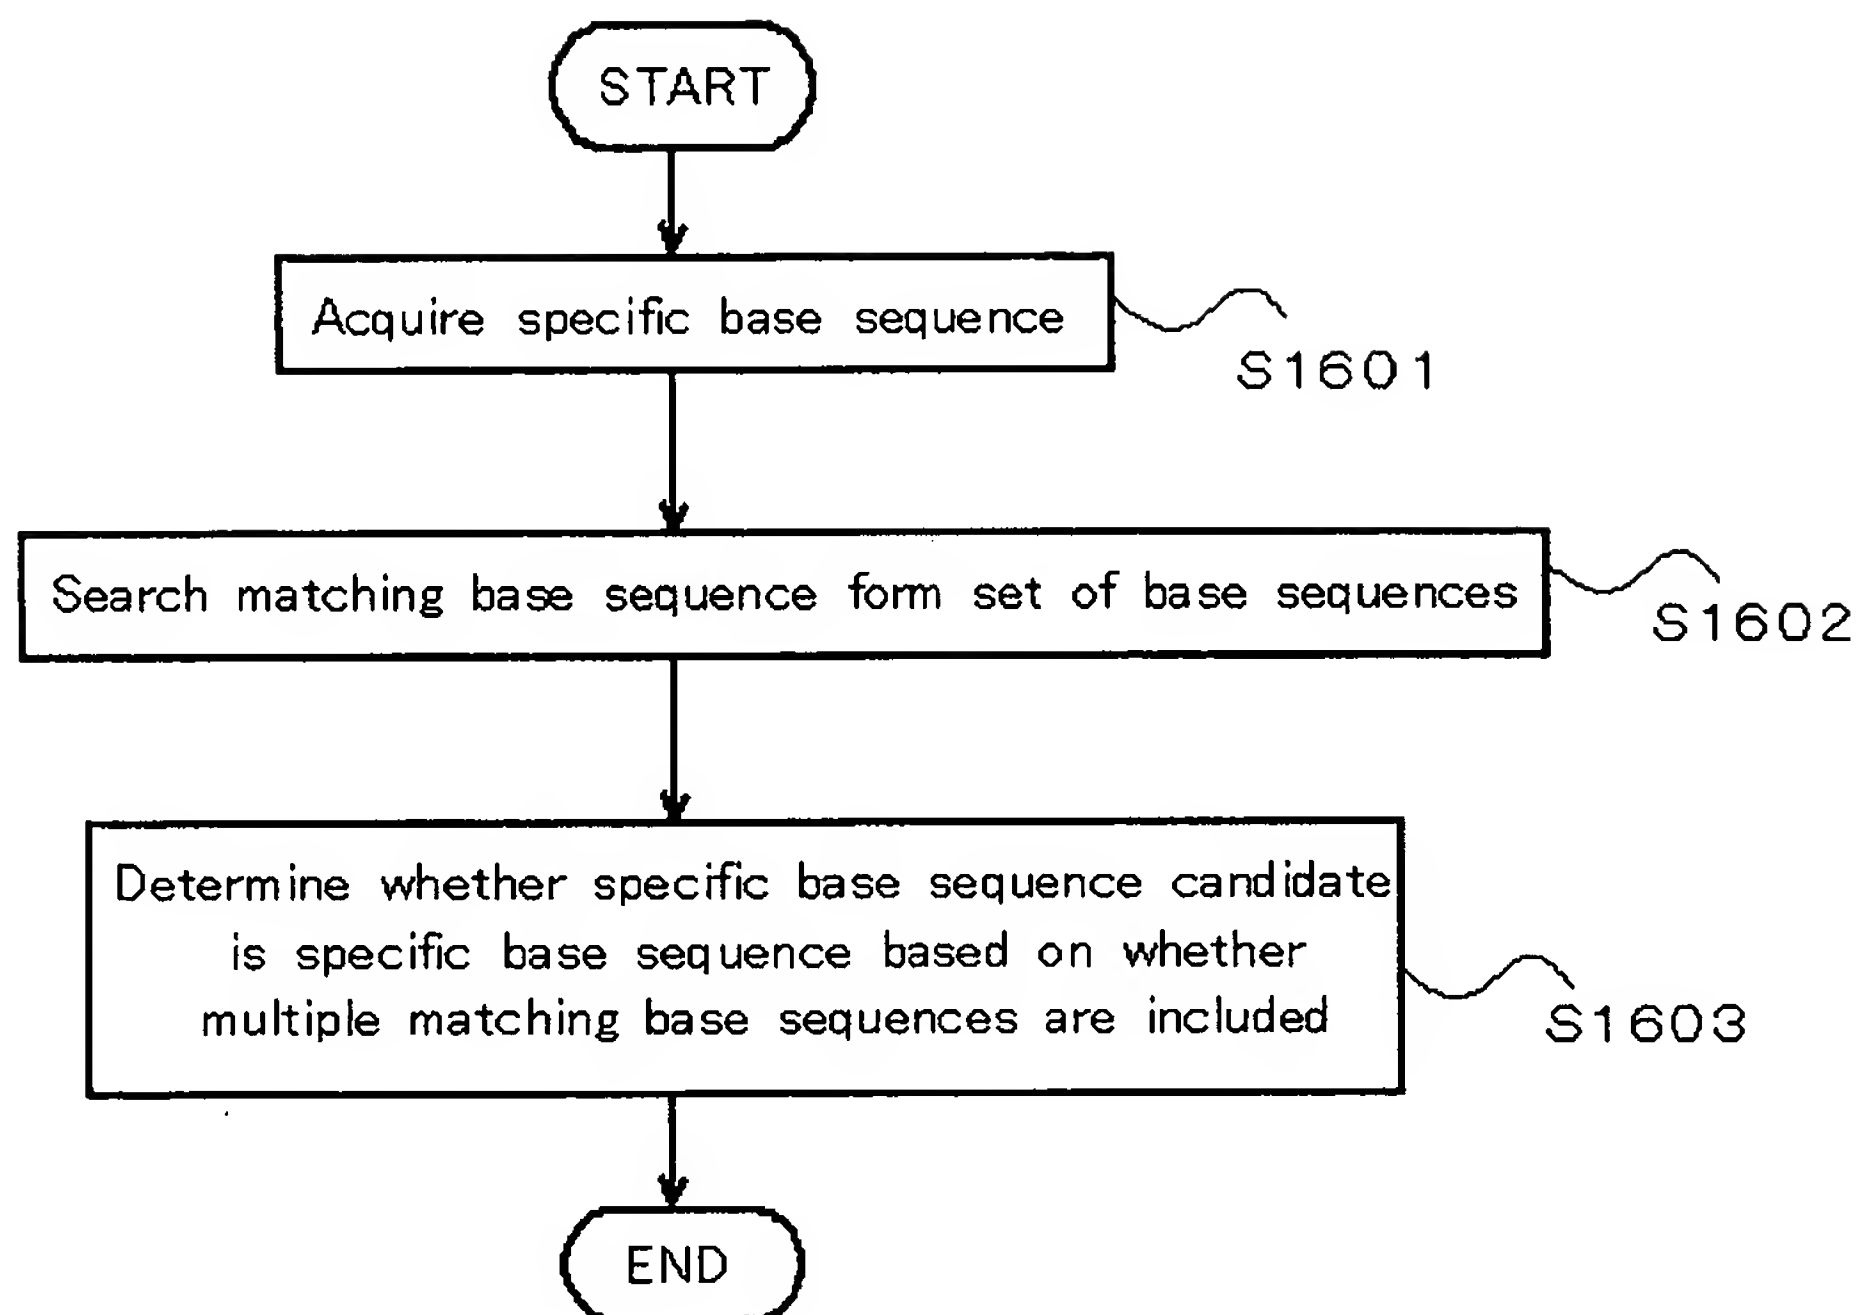 START
Acquire specific base sequence
S1601
Search matching base sequence form set of base sequences
S1602
Determine whether specific base sequence candidate
is specific base sequence based on whether
multiple matching base sequences are included
S1603
END